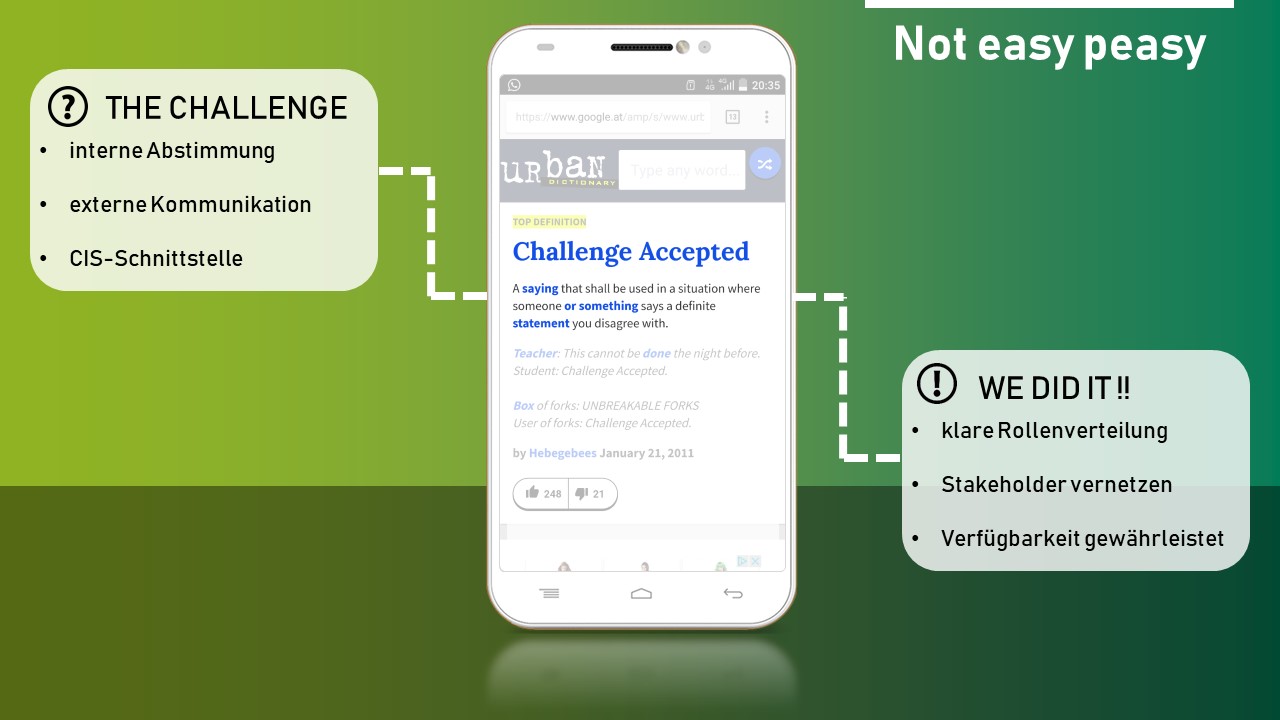 Not easy peasy
THE CHALLENGE
• interne Abstimmung
• externe Kommunikation
• CIS-Schnittstelle
20:35
https://www.google.at/amp/s/www.urb
13
urban
DICTIONARY
Type any word...
TOP DEFINITION
Challenge Accepted
A saying that shall be used in a situation where
someone or something says a definite
statement you disagree with.
Teacher: This cannot be done the night before.
Student: Challenge Accepted.
Box of forks: UNBREAKABLE FORKS
User of forks: Challenge Accepted.
by Hebegebees January 21, 2011
248 21
WE DID IT !!
• klare Rollenverteilung
• Stakeholder vernetzen
• Verfügbarkeit gewährleistet